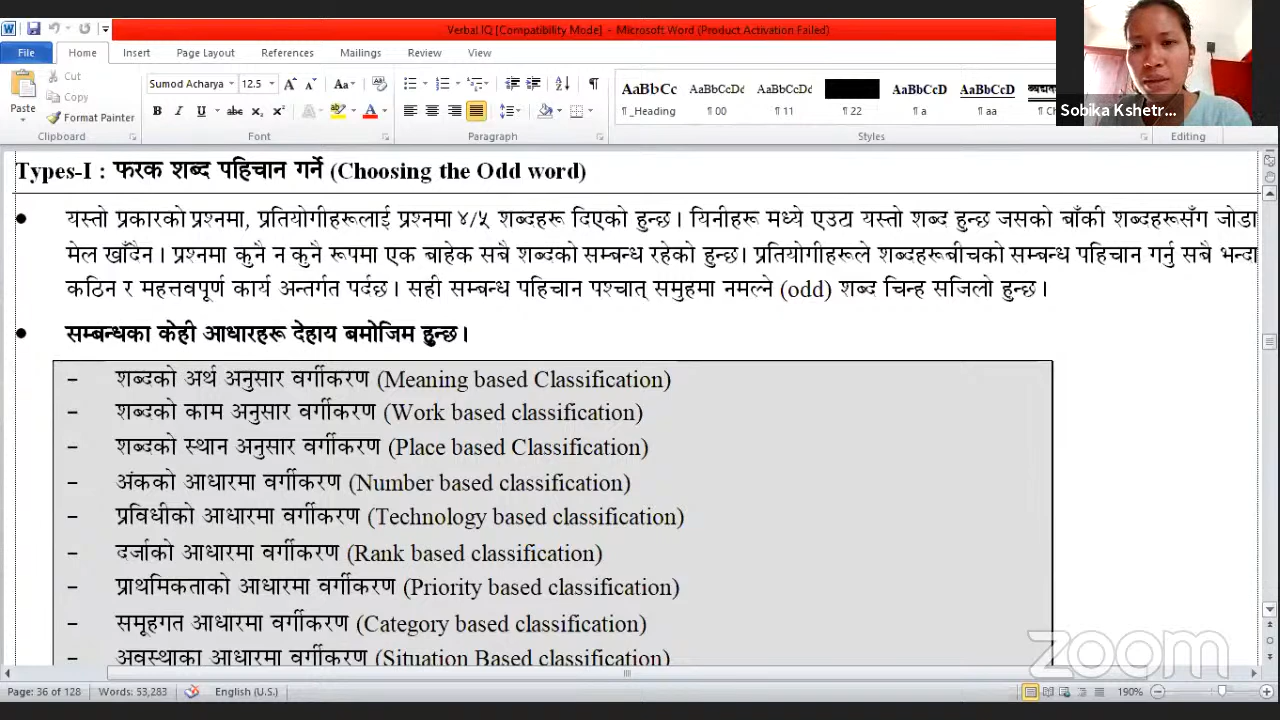 Verbal IQ [Compatibility Mode] - Microsoft Word (Product Activation Failed)
File Home Insert Page Layout References Mailings Review View
Cut
Copy
Paste Format Painter
Sumod Acharya 12.5
AaBbCc AaBbCcDc AaBbCcDc AaBbCcD AaBbCcD
¶ _Heading ¶ 00 ¶ 11 ¶ 22 ¶ a ¶ aa
Clipboard Font Paragraph Styles Editing
Sobika Kshetr...
Types-I : फरक शब्द पहिचान गर्ने (Choosing the Odd word)
• यस्तो प्रकारको प्रश्नमा, प्रतियोगीहरूलाई प्रश्नमा ४/५ शब्दहरू दिएको हुन्छ। यिनीहरू मध्ये एउटा यस्तो शब्द हुन्छ जसको बाँकी शब्दहरूसँग जोडा
मेल खाँदैन। प्रश्नमा कुनै न कुनै रूपमा एक बाहेक सबै शब्दको सम्बन्ध रहेको हुन्छ। प्रतियोगीहरूले शब्दहरूबीचको सम्बन्ध पहिचान गर्नु सबै भन्दा
कठिन र महत्तवपूर्ण कार्य अन्तर्गत पर्दछ। सही सम्बन्ध पहिचान पश्चात् समुहमा नमल्ने (odd) शब्द चिन्ह सजिलो हुन्छ।
• सम्बन्धका केही आधारहरू देहाय बमोजिम हुन्छ।
– शब्दको अर्थ अनुसार वर्गीकरण (Meaning based Classification)
– शब्दको काम अनुसार वर्गीकरण (Work based classification)
– शब्दको स्थान अनुसार वर्गीकरण (Place based Classification)
– अंकको आधारमा वर्गीकरण (Number based classification)
– प्रविधीको आधारमा वर्गीकरण (Technology based classification)
– दर्जाको आधारमा वर्गीकरण (Rank based classification)
– प्राथमिकताको आधारमा वर्गीकरण (Priority based classification)
– समूहगत आधारमा वर्गीकरण (Category based classification)
– अवस्थाका आधारमा वर्गीकरण (Situation Based classification)
zoom
Page: 36 of 128 Words: 53,283 English (U.S.) 190%